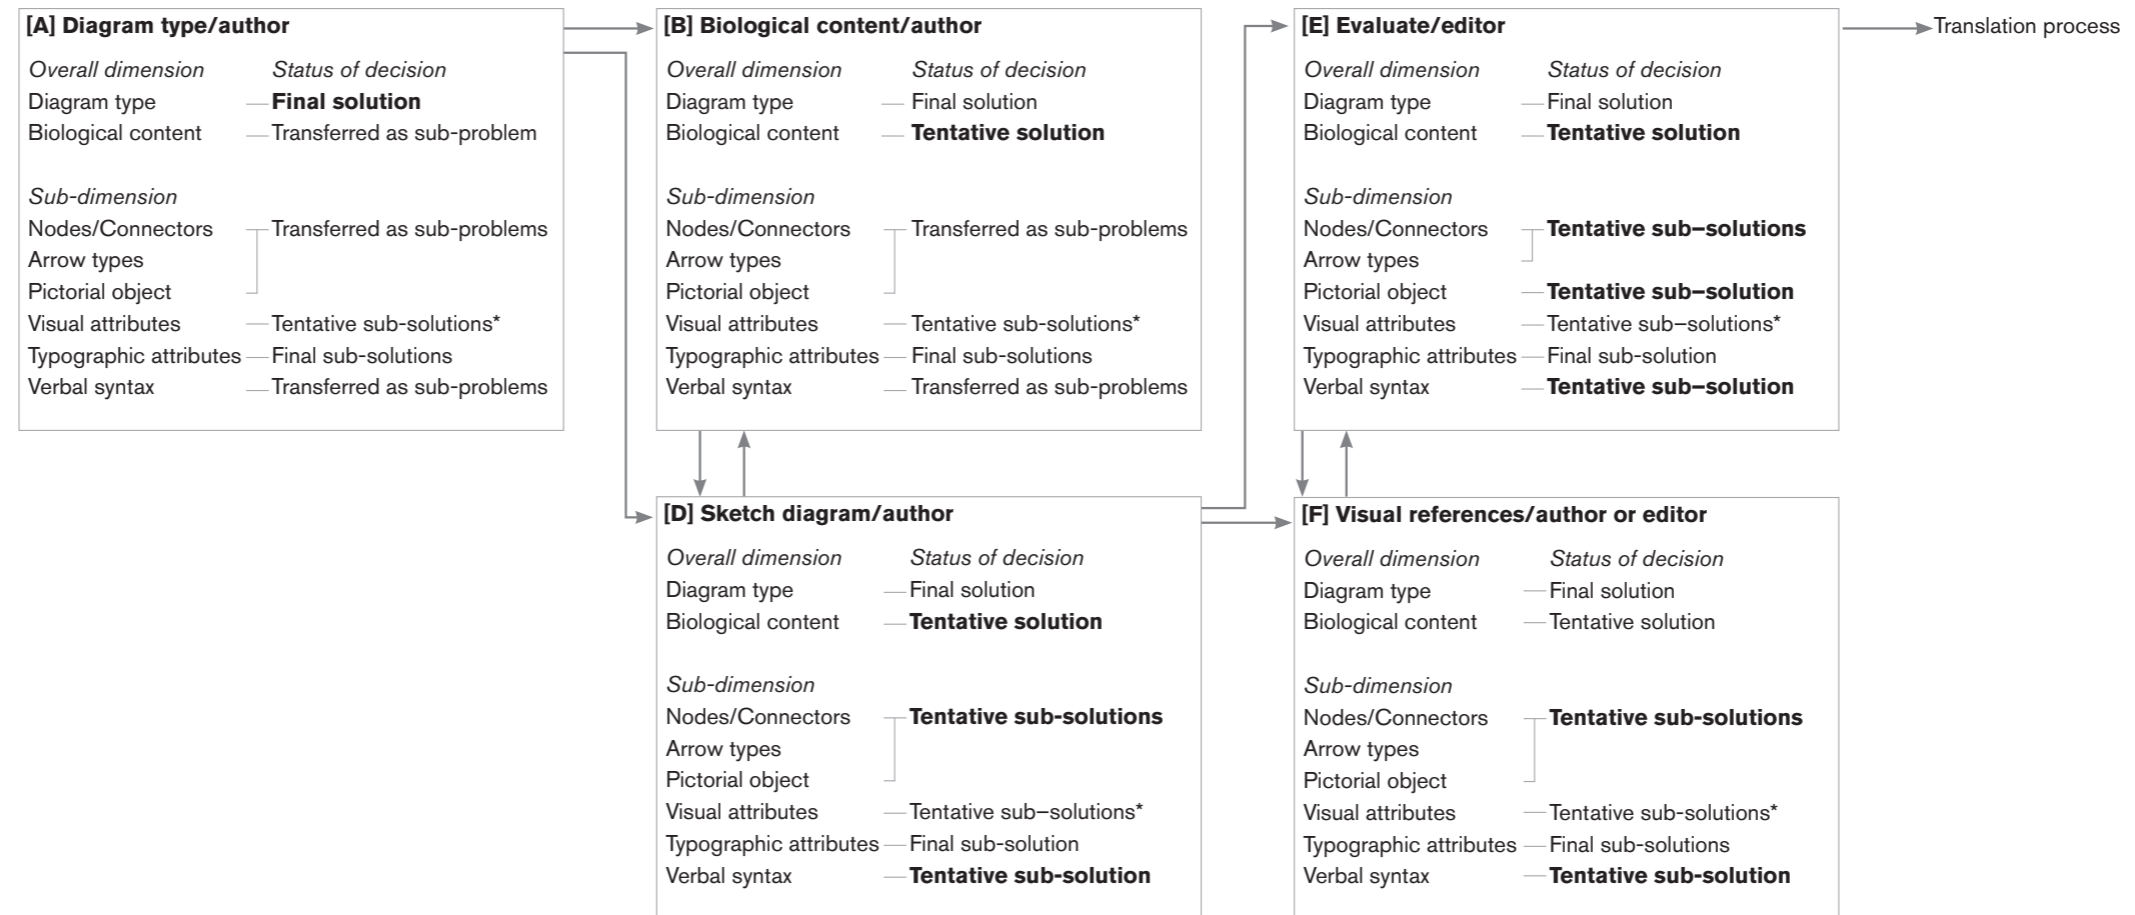 [A] Diagram type/author
Overall dimension Status of decision
Diagram type Final solution
Biological content Transferred as sub-problem
Sub-dimension
Nodes/Connectors Transferred as sub-problems
Arrow types
Pictorial object
Visual attributes Tentative sub-solutions*
Typographic attributes Final sub-solutions
Verbal syntax Transferred as sub-problems
[B] Biological content/author
Overall dimension Status of decision
Diagram type Final solution
Biological content Tentative solution
Sub-dimension
Nodes/Connectors Transferred as sub-problems
Arrow types
Pictorial object
Visual attributes Tentative sub-solutions*
Typographic attributes Final sub-solutions
Verbal syntax Transferred as sub-problems
[E] Evaluate/editor
Overall dimension Status of decision
Diagram type Final solution
Biological content Tentative solution
Sub-dimension
Nodes/Connectors Tentative sub–solutions
Arrow types
Pictorial object Tentative sub–solution
Visual attributes Tentative sub–solutions*
Typographic attributes Final sub-solution
Verbal syntax Tentative sub–solution
Translation process
[D] Sketch diagram/author
Overall dimension Status of decision
Diagram type Final solution
Biological content Tentative solution
Sub-dimension
Nodes/Connectors Tentative sub-solutions
Arrow types
Pictorial object
Visual attributes Tentative sub–solutions*
Typographic attributes Final sub-solution
Verbal syntax Tentative sub-solution
[F] Visual references/author or editor
Overall dimension Status of decision
Diagram type Final solution
Biological content Tentative solution
Sub-dimension
Nodes/Connectors Tentative sub-solutions
Arrow types
Pictorial object
Visual attributes Tentative sub-solutions*
Typographic attributes Final sub-solutions
Verbal syntax Tentative sub-solution